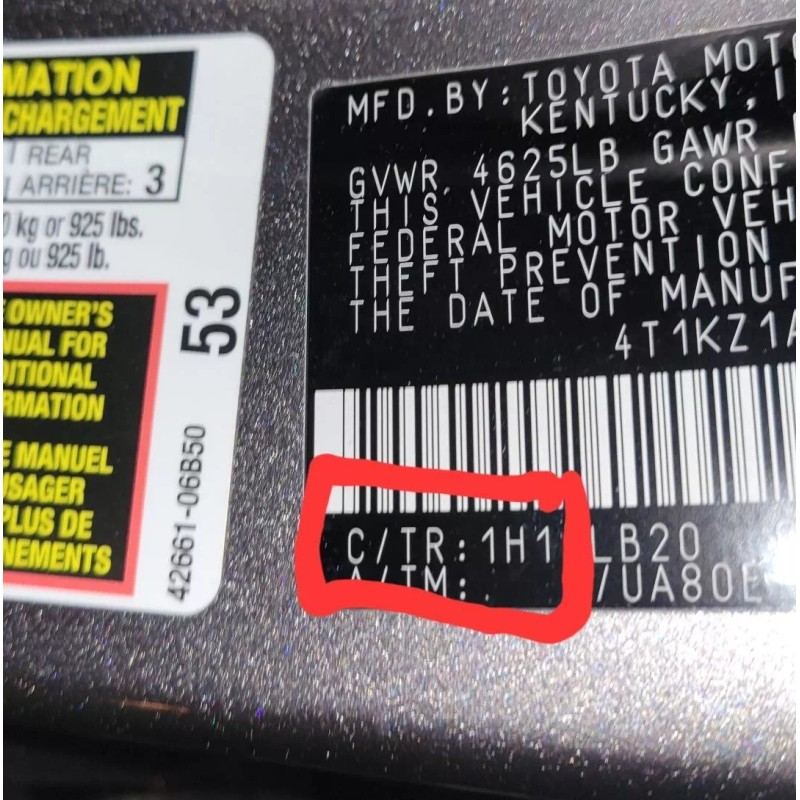 MATION
CHARGEMENT
REAR
ARRIÈRE: 3
kg or 925 lbs.
ou 925 lb.
OWNER'S
NUAL FOR
DITIONAL
RMATION
E MANUEL
USAGER
PLUS DE
NEMENTS
53
42661-06B50
MFD.BY:TOYOTA MOTO
KENTUCKY,I
GVWR 4625LB GAWR
THIS VEHICLE CONF
FEDERAL MOTOR VEH
THEFT PREVENTION
THE DATE OF MANUF
4T1KZ1A
C/TR:1H1 LB20
A/TM: /UA80E